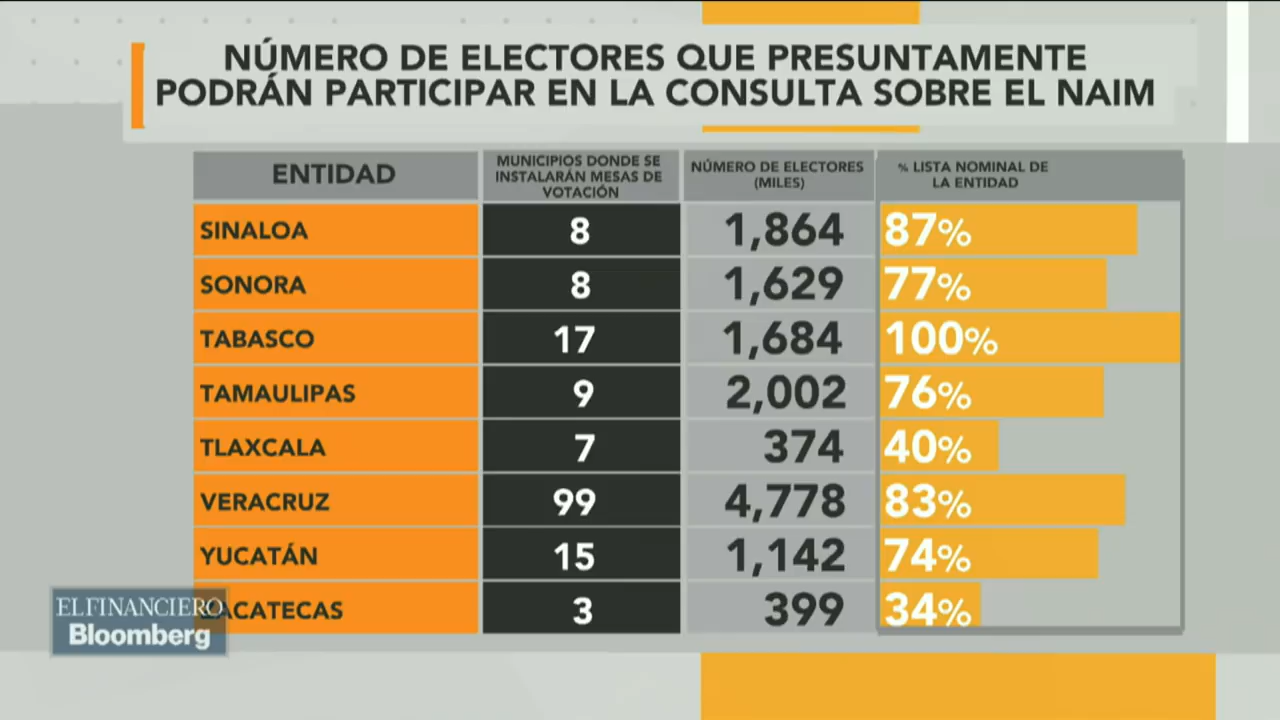 NÚMERO DE ELECTORES QUE PRESUNTAMENTE
PODRÁN PARTICIPAR EN LA CONSULTA SOBRE EL NAIM
ENTIDAD
MUNICIPIOS DONDE SE
INSTALARÁN MESAS DE
VOTACIÓN
NÚMERO DE ELECTORES
(MILES)
% LISTA NOMINAL DE
LA ENTIDAD
SINALOA 8 1,864 87%
SONORA 8 1,629 77%
TABASCO 17 1,684 100%
TAMAULIPAS 9 2,002 76%
TLAXCALA 7 374 40%
VERACRUZ 99 4,778 83%
YUCATÁN 15 1,142 74%
ZACATECAS 3 399 34%
EL FINANCIERO
Bloomberg